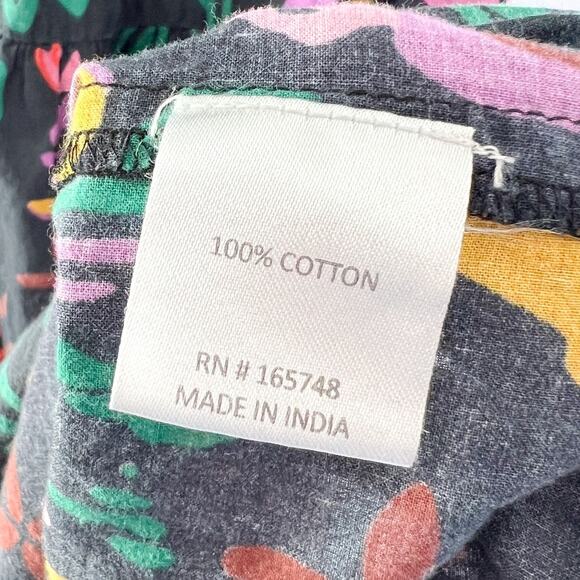 100% COTTON
RN # 165748
MADE IN INDIA